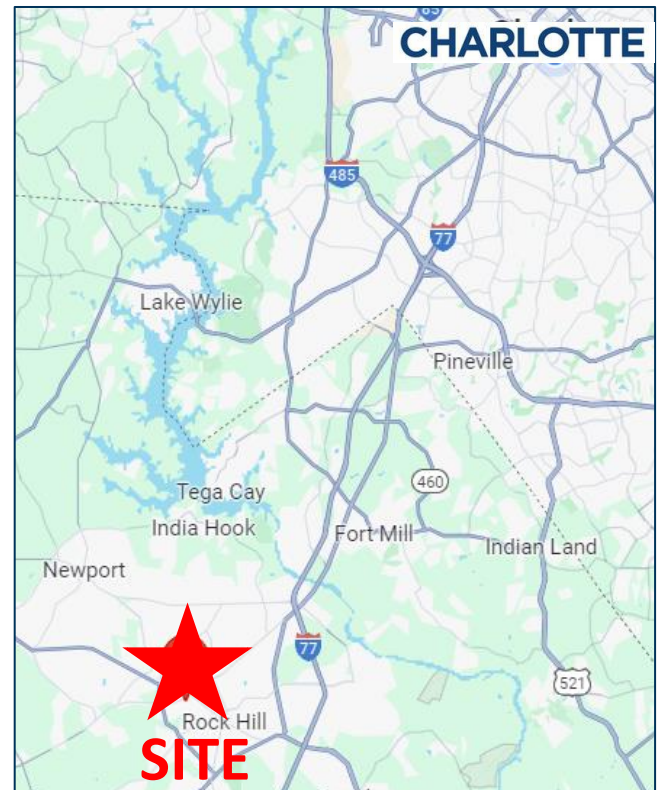 85
CHARLOTTE
485
77
Lake Wylie
Pineville
Tega Cay
460
India Hook
Fort Mill
Indian Land
Newport
77
521
Rock Hill
SITE